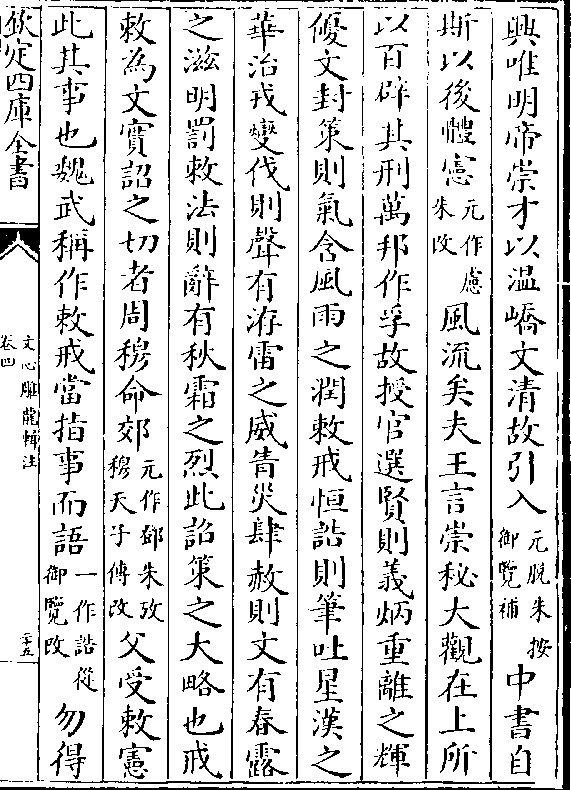 興唯明帝崇才以温嶠文清故引入元脫朱按御覽補中書自
斯以後體憲元作慮朱改風流矣夫王言崇秘大觀在上所
以百辟其刑萬邦作孚故授官選賢則義炳重離之輝
優文封策則氣含風雨之潤敕戒恒誥則筆吐星漢之
華治戎燮伐則聲有洊雷之威眚災肆赦則文有春露
之滋明罰敕法則辭有秋霜之烈此詔策之大略也戒
敕為文實詔之切者周穆命郊元作鄧朱攷穆天子傳改父受敕憲
此其事也魏武稱作敕戒當指事而語一作誥從御覽改勿得
欽定四庫全書
文心雕龍輯注
卷四
二十五